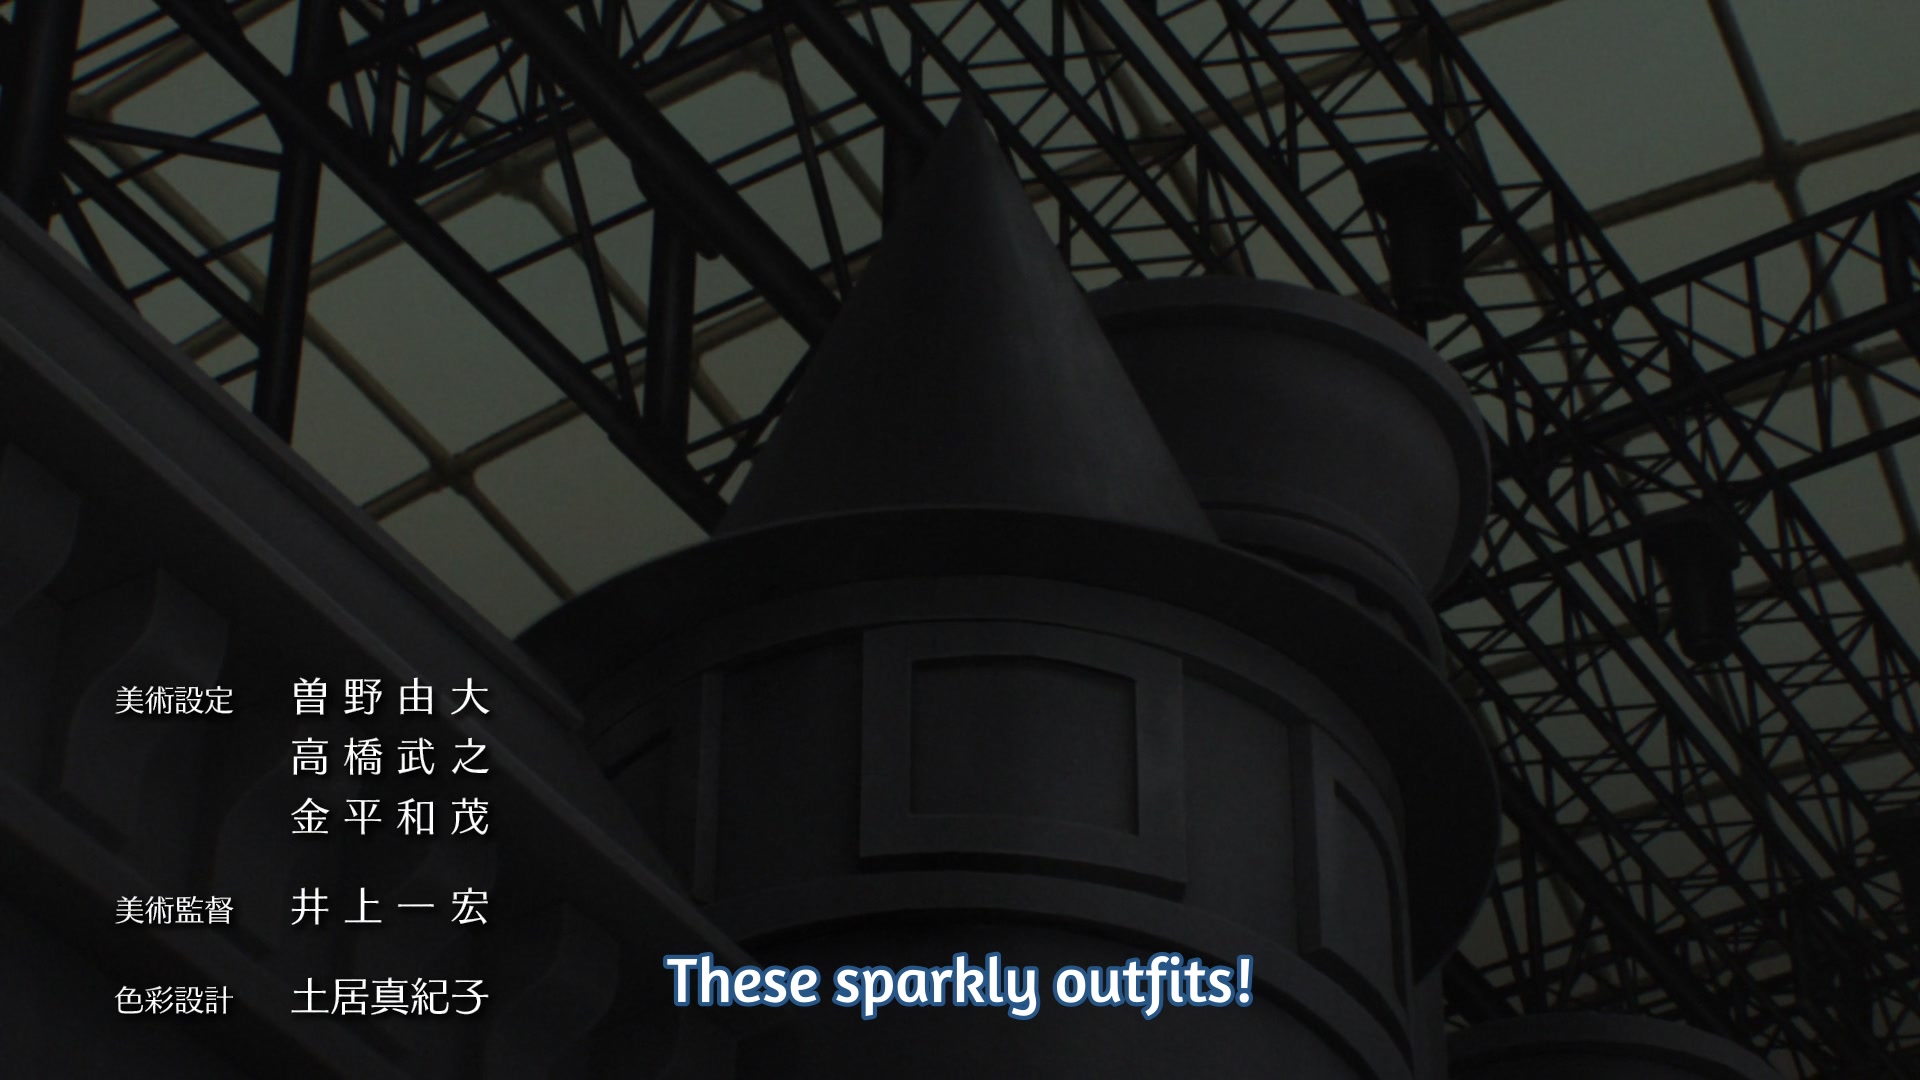 美術設定 曽野由大
高橋武之
金平和茂
美術監督 井上一宏
色彩設計 土居真紀子
These sparkly outfits!